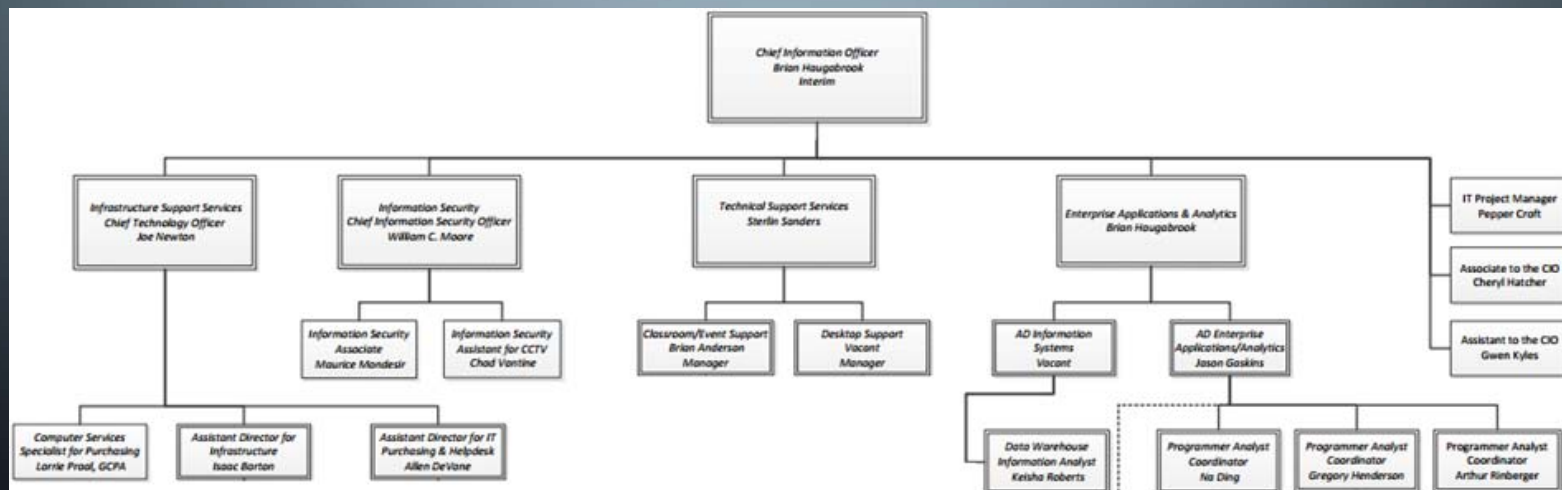 Chief Information Officer
Brian Haugabrook
Interim
Infrastructure Support Services
Chief Technology Officer
Joe Newton
Information Security
Chief Information Security Officer
William C. Moore
Technical Support Services
Sterlin Sanders
Enterprise Applications & Analytics
Brian Haugabrook
IT Project Manager
Pepper Croft
Associate to the CIO
Cheryl Hatcher
Assistant to the CIO
Gwen Kyles
Information Security
Associate
Maurice Mondesir
Information Security
Assistant for CCTV
Chad Vantine
Classroom/Event Support
Brian Anderson
Manager
Desktop Support
Vacant
Manager
AD Information
Systems
Vacant
AD Enterprise
Applications/Analytics
Jason Gaskins
Computer Services
Specialist for Purchasing
Lorrie Praal, GCPA
Assistant Director for
Infrastructure
Isaac Barton
Assistant Director for IT
Purchasing & Helpdesk
Allen DeVane
Data Warehouse
Information Analyst
Keisha Roberts
Programmer Analyst
Coordinator
Na Ding
Programmer Analyst
Coordinator
Gregory Henderson
Programmer Analyst
Coordinator
Arthur Rinberger